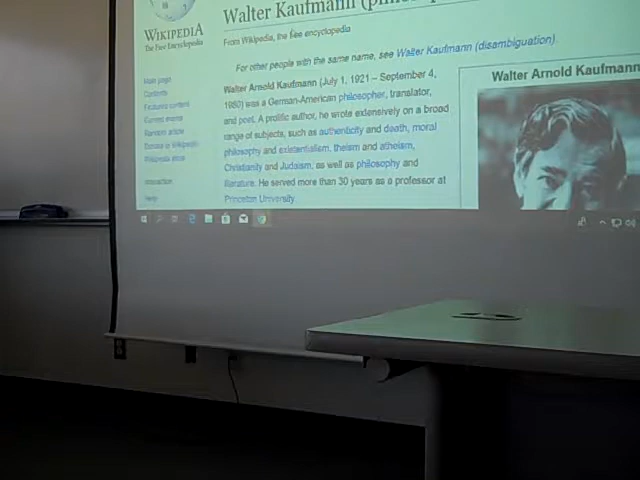 WIKIPEDIA
The Free Encyclopedia
Main page
Contents
Featured content
Current events
Random article
Donate to Wikipedia
Wikipedia store
Interaction
Help
Walter Kaufmann
From Wikipedia, the free encyclopedia
For other people with the same name, see Walter Kaufmann (disambiguation).
Walter Arnold Kaufmann (July 1, 1921 – September 4,
1980) was a German-American philosopher, translator,
and poet. A prolific author, he wrote extensively on a broad
range of subjects, such as authenticity and death, moral
philosophy and existentialism, theism and atheism,
Christianity and Judaism, as well as philosophy and
literature. He served more than 30 years as a professor at
Princeton University.
Walter Arnold Kaufmann